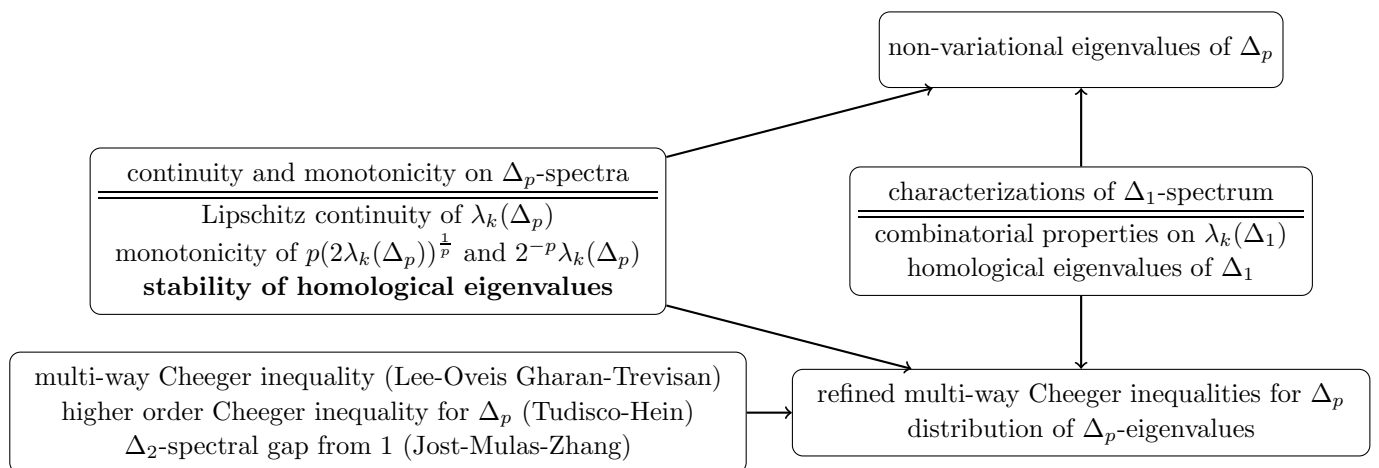 non-variational eigenvalues of Δ_p
continuity and monotonicity on Δ_p-spectra
Lipschitz continuity of λ_k(Δ_p)
monotonicity of p(2λ_k(Δ_p))^{1/p} and 2^{-p}λ_k(Δ_p)
stability of homological eigenvalues
characterizations of Δ_1-spectrum
combinatorial properties on λ_k(Δ_1)
homological eigenvalues of Δ_1
multi-way Cheeger inequality (Lee-Oveis Gharan-Trevisan)
higher order Cheeger inequality for Δ_p (Tudisco-Hein)
Δ_2-spectral gap from 1 (Jost-Mulas-Zhang)
refined multi-way Cheeger inequalities for Δ_p
distribution of Δ_p-eigenvalues